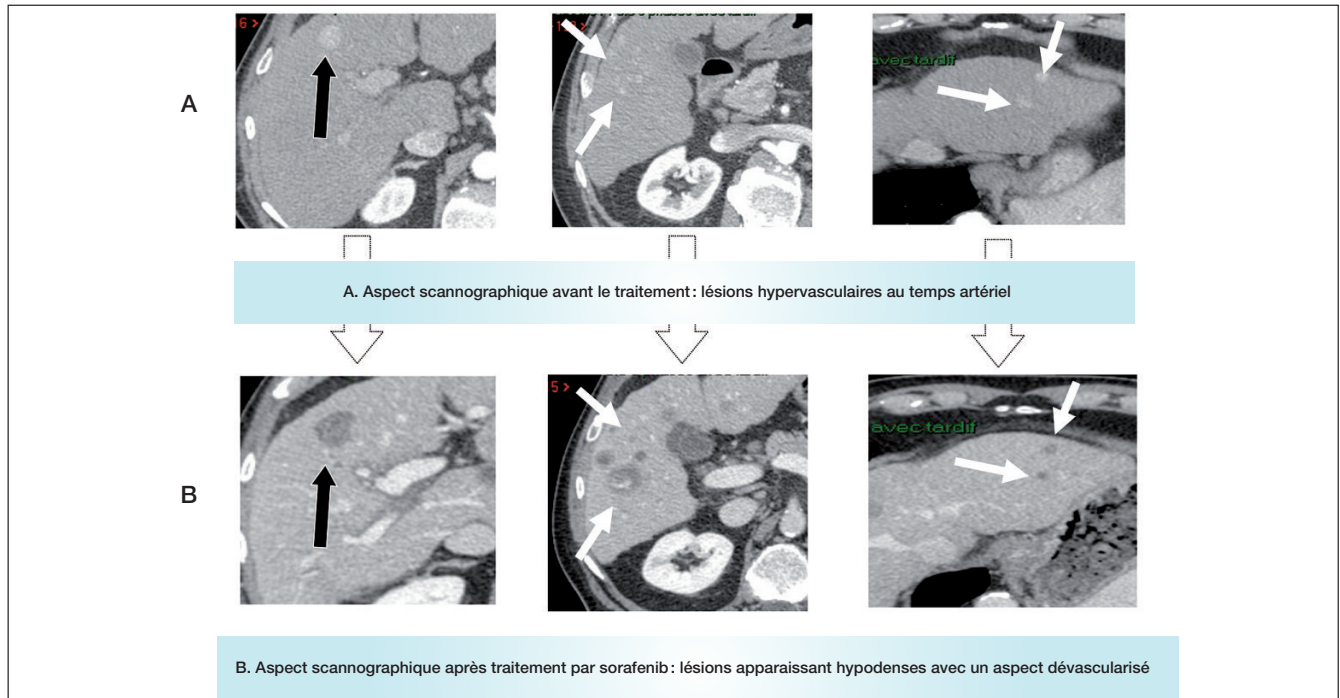 6 >
A
avec tardif
A. Aspect scannographique avant le traitement : lésions hypervasculaires au temps artériel
5 >
B
avec tardif
B. Aspect scannographique après traitement par sorafenib : lésions apparaissant hypodenses avec un aspect dévascularisé